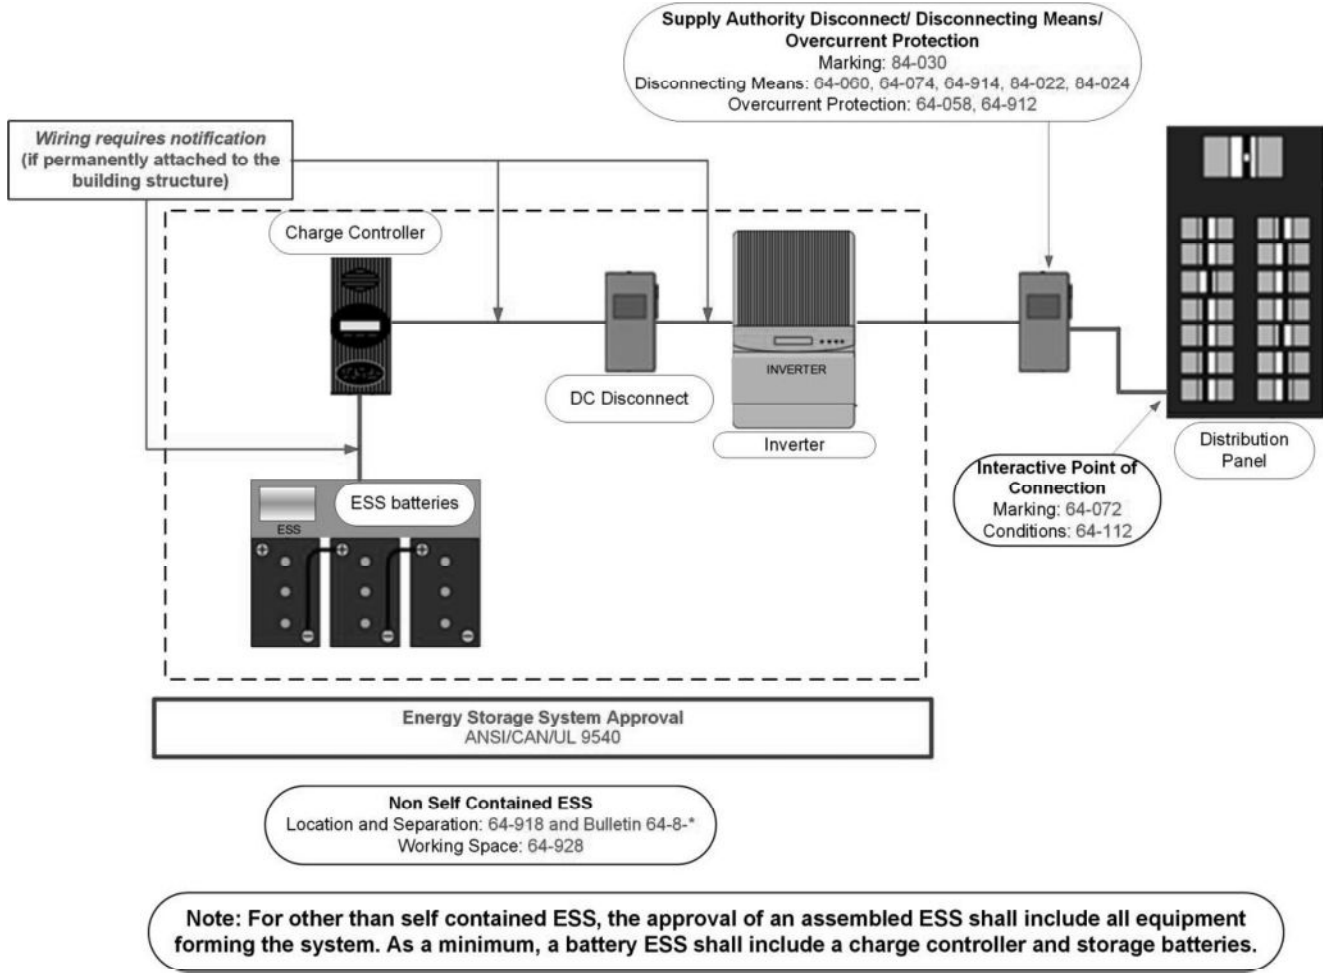 Supply Authority Disconnect/ Disconnecting Means/
Overcurrent Protection
Marking: 84-030
Disconnecting Means: 64-060, 64-074, 64-914, 84-022, 84-024
Overcurrent Protection: 64-058, 64-912
Wiring requires notification
(if permanently attached to the
building structure)
Charge Controller
DC Disconnect
INVERTER
Inverter
Distribution
Panel
Interactive Point of
Connection
Marking: 64-072
Conditions: 64-112
ESS batteries
ESS
Energy Storage System Approval
ANSI/CAN/UL 9540
Non Self Contained ESS
Location and Separation: 64-918 and Bulletin 64-8-*
Working Space: 64-928
Note: For other than self contained ESS, the approval of an assembled ESS shall include all equipment
forming the system. As a minimum, a battery ESS shall include a charge controller and storage batteries.